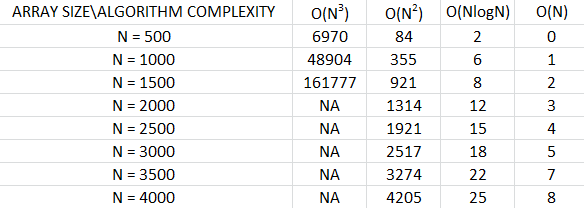 ARRAY SIZE\ALGORITHM COMPLEXITY O(N³) O(N²) O(NlogN) O(N)
N = 500 6970 84 2 0
N = 1000 48904 355 6 1
N = 1500 161777 921 8 2
N = 2000 NA 1314 12 3
N = 2500 NA 1921 15 4
N = 3000 NA 2517 18 5
N = 3500 NA 3274 22 7
N = 4000 NA 4205 25 8